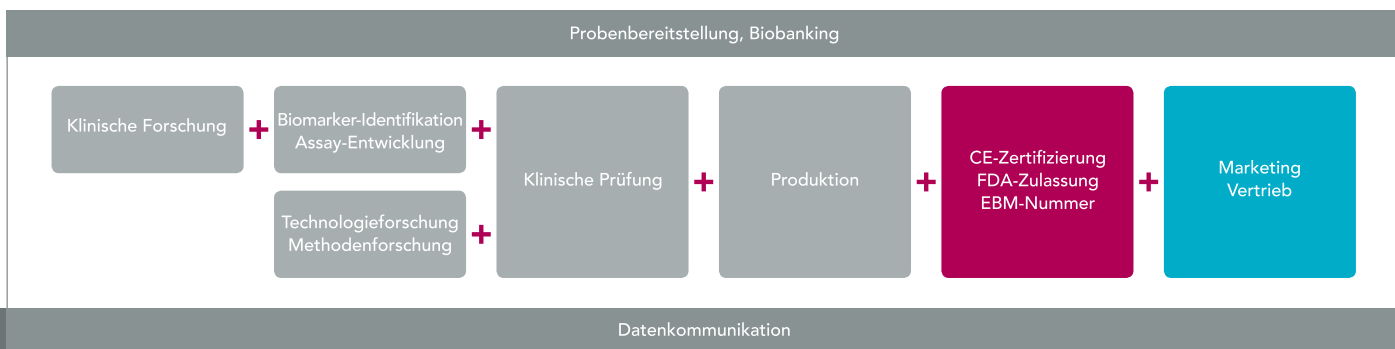 Probenbereitstellung, Biobanking
Klinische Forschung
+
Biomarker-Identifikation
Assay-Entwicklung
+
Technologieforschung
Methodenforschung
+
Klinische Prüfung
+
Produktion
+
CE-Zertifizierung
FDA-Zulassung
EBM-Nummer
+
Marketing
Vertrieb
Datenkommunikation